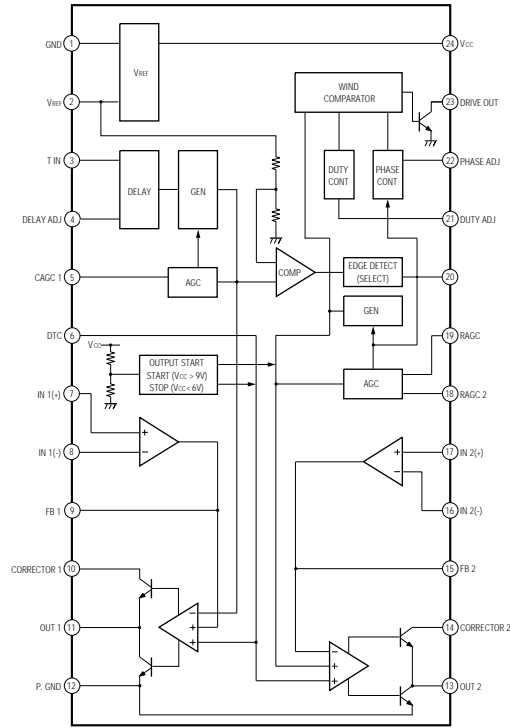 GND 1
VREF
24 VCC
VREF 2
WIND
COMPARATOR
23 DRIVE OUT
T IN 3
DELAY
GEN
DUTY
CONT
PHASE
CONT
22 PHASE ADJ
DELAY ADJ 4
21 DUTY ADJ
CAGC 1 5
AGC
COMP
EDGE DETECT
(SELECT)
20
GEN
DTC 6
VCC
OUTPUT START
START (VCC > 9V)
STOP (VCC< 6V)
19 RAGC
AGC
IN 1(+) 7
18 RAGC 2
IN 1(-) 8
+
−
+
−
17 IN 2(+)
16 IN 2(-)
FB 1 9
CORRECTOR 1 10
15 FB 2
OUT 1 11
−
+
+
14 CORRECTOR 2
−
+
+
P. GND 12
13 OUT 2